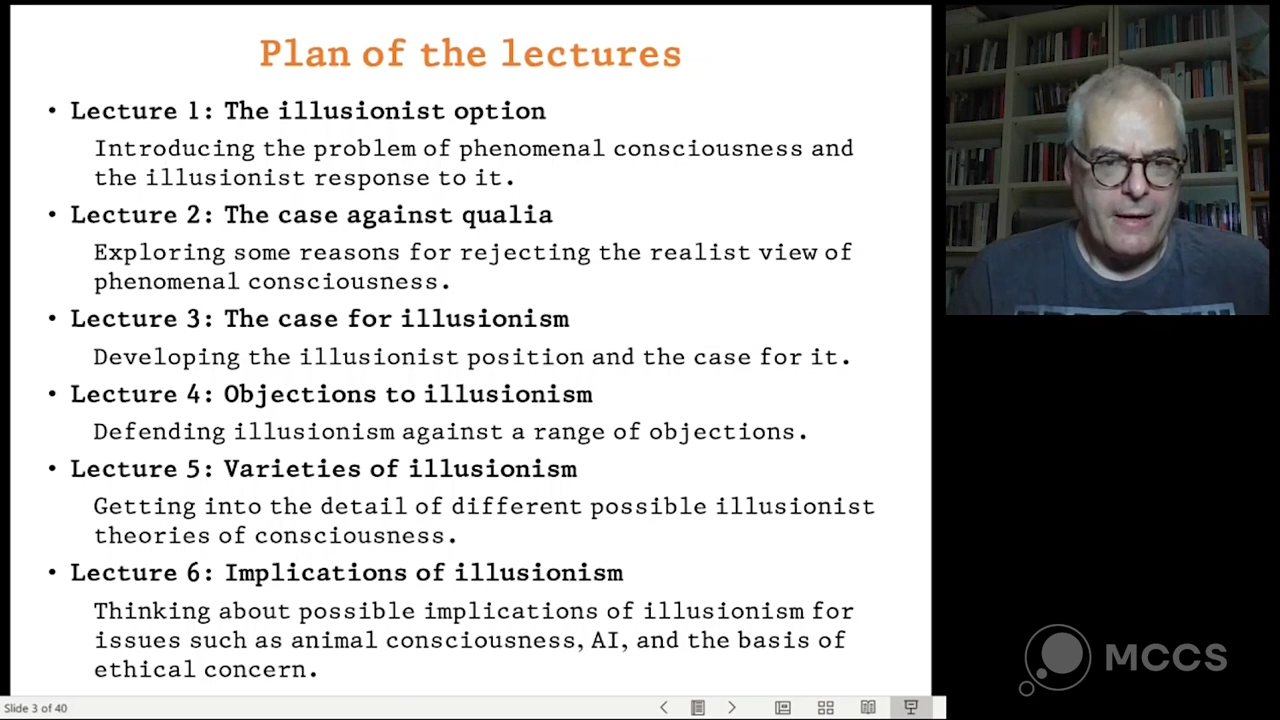 Plan of the lectures
• Lecture 1: The illusionist option
Introducing the problem of phenomenal consciousness and
the illusionist response to it.
• Lecture 2: The case against qualia
Exploring some reasons for rejecting the realist view of
phenomenal consciousness.
• Lecture 3: The case for illusionism
Developing the illusionist position and the case for it.
• Lecture 4: Objections to illusionism
Defending illusionism against a range of objections.
• Lecture 5: Varieties of illusionism
Getting into the detail of different possible illusionist
theories of consciousness.
• Lecture 6: Implications of illusionism
Thinking about possible implications of illusionism for
issues such as animal consciousness, AI, and the basis of
ethical concern.
Slide 3 of 40
MCCS